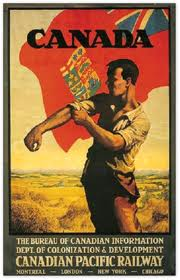 CANADA
THE BUREAU OF CANADIAN INFORMATION
DEPT. OF COLONIZATION & DEVELOPMENT
CANADIAN PACIFIC RAILWAY
MONTREAL — LONDON — NEW YORK — CHICAGO